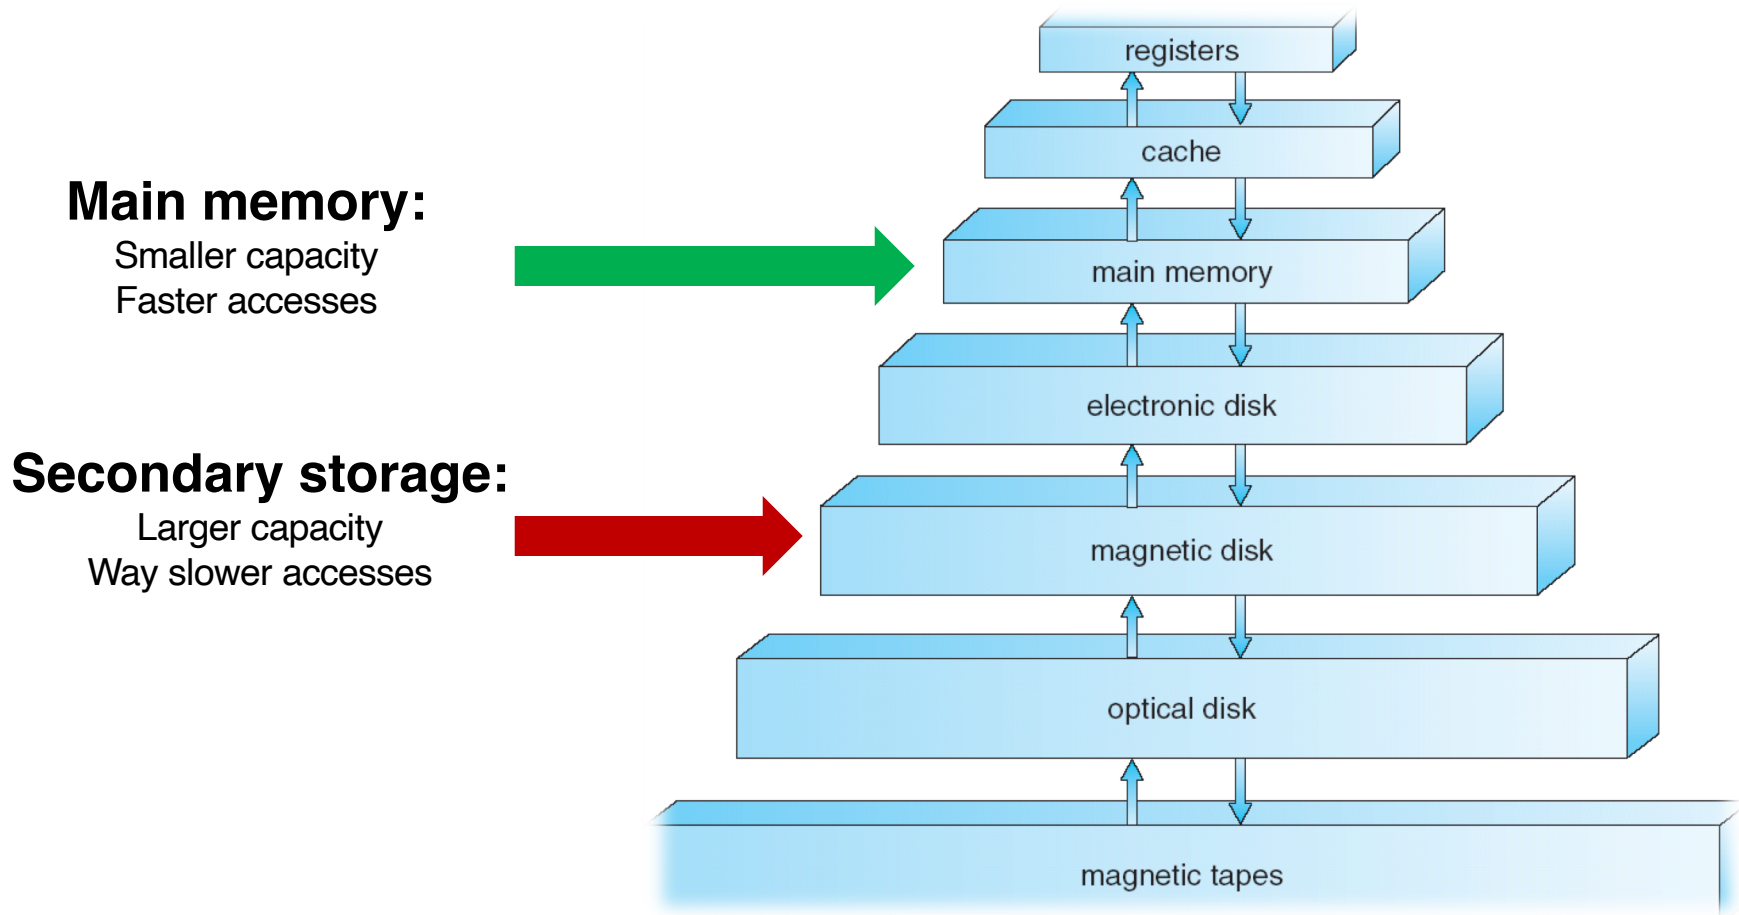 Main memory:
Smaller capacity
Faster accesses
Secondary storage:
Larger capacity
Way slower accesses
registers
cache
main memory
electronic disk
magnetic disk
optical disk
magnetic tapes